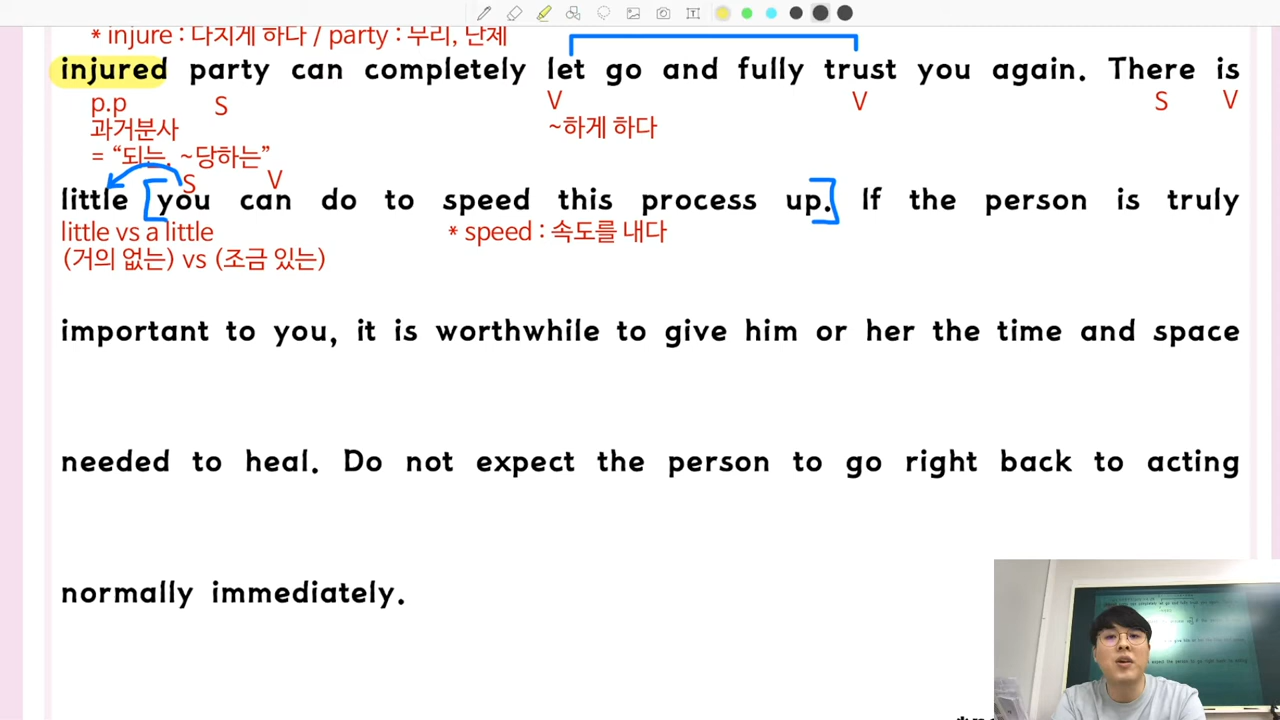 * injure : 다치게 하다 / party : 무리, 단체
injured party can completely let go and fully trust you again. There is
p.p S V V S V
과거분사 ~하게 하다
= “되는, ~당하는”
S V
little [you can do to speed this process up.] If the person is truly
little vs a little * speed : 속도를 내다
(거의 없는) vs (조금 있는)
important to you, it is worthwhile to give him or her the time and space
needed to heal. Do not expect the person to go right back to acting
normally immediately.